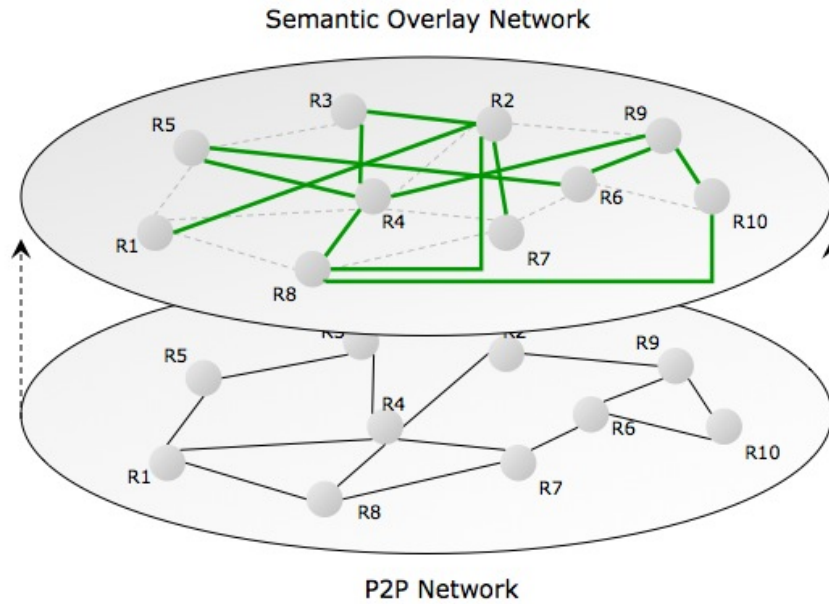 Semantic Overlay Network
R3
R2
R9
R5
R6
R4
R10
R1
R7
R8
R3
R2
R9
R5
R4
R6
R10
R1
R7
R8
P2P Network